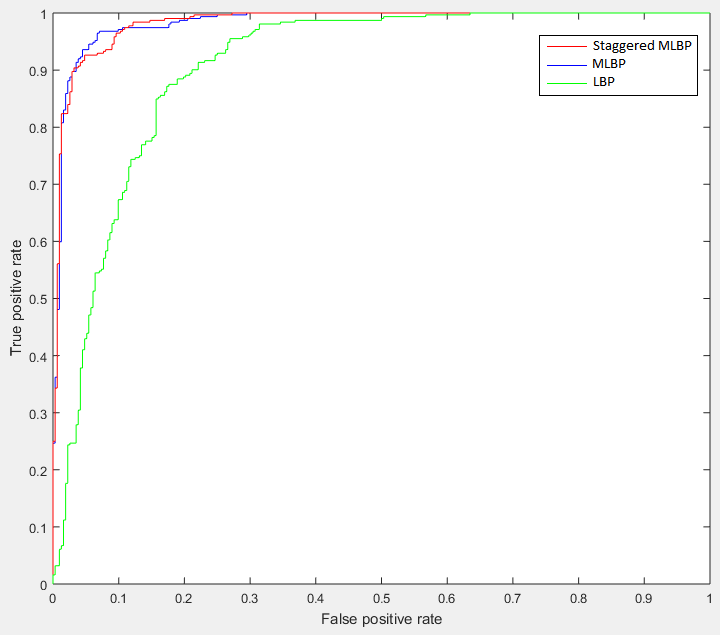 1
0.9
0.8
0.7
0.6
0.5
0.4
0.3
0.2
0.1
0
True positive rate
Staggered MLBP
MLBP
LBP
0 0.1 0.2 0.3 0.4 0.5 0.6 0.7 0.8 0.9 1
False positive rate